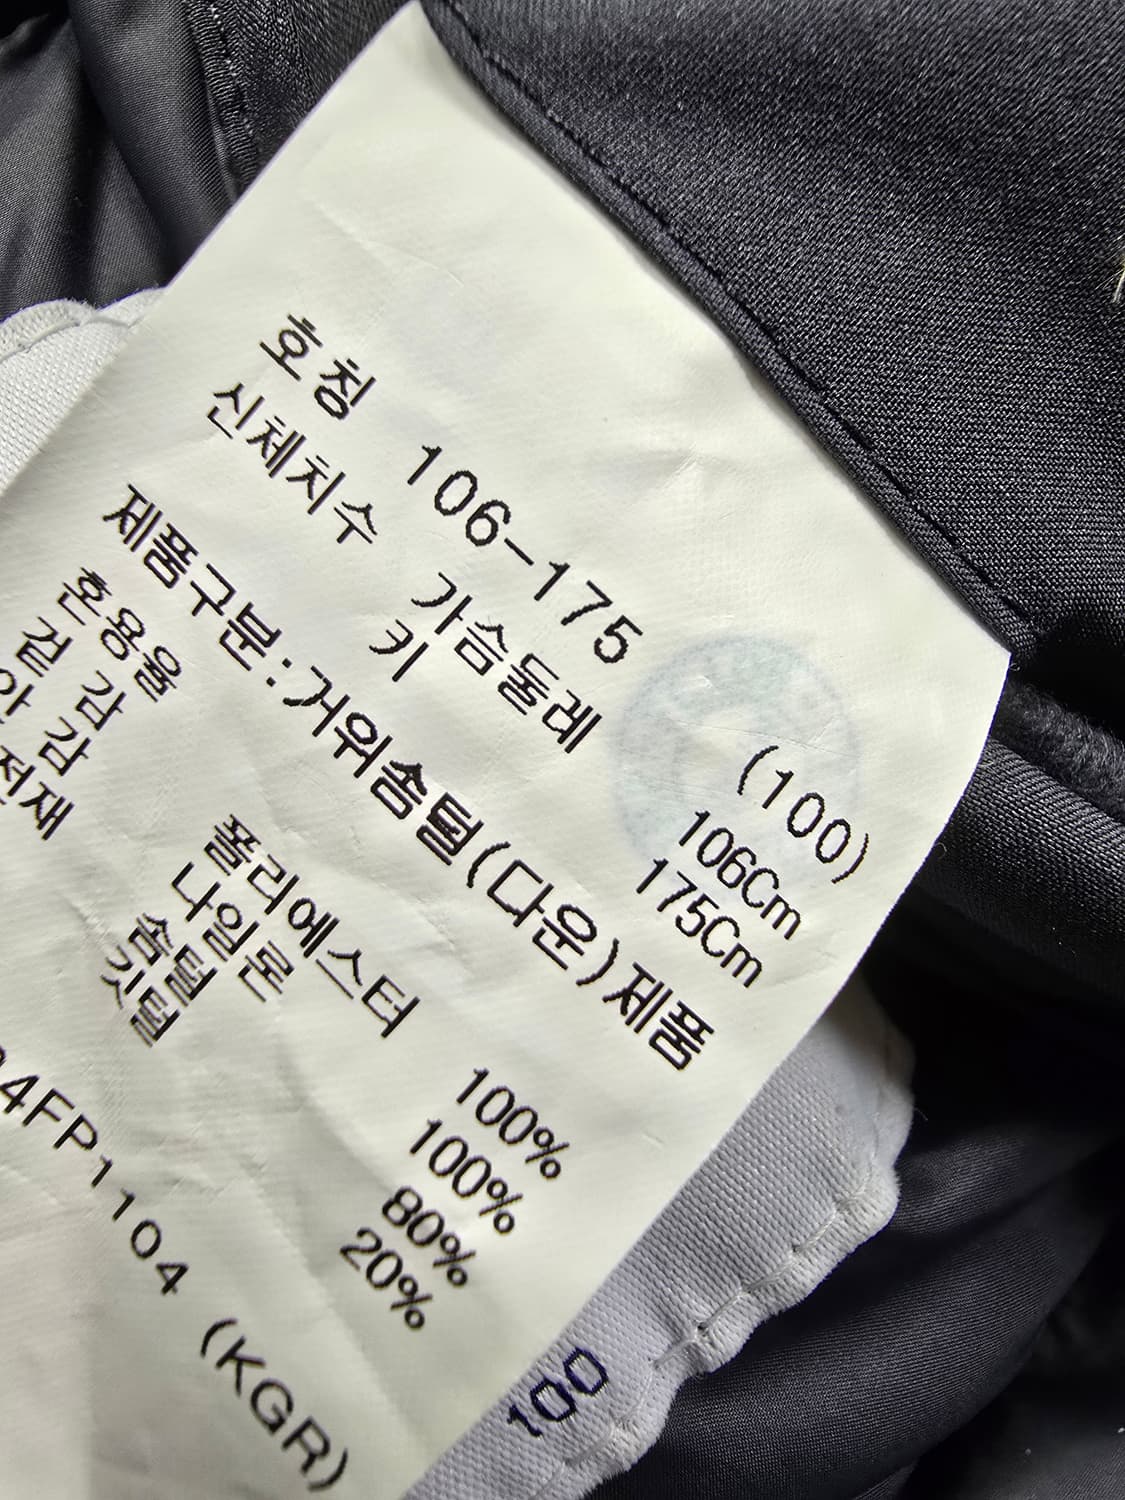 호칭 106-175 (100)
신체치수 가슴둘레 106Cm
키 175Cm
제품구분:거위솜털(다운)제품
혼용율
겉 감 폴리에스터 100%
안 감 나일론 100%
전재 솜털 80%
깃털 20%
4FP1104 (KGR)
100